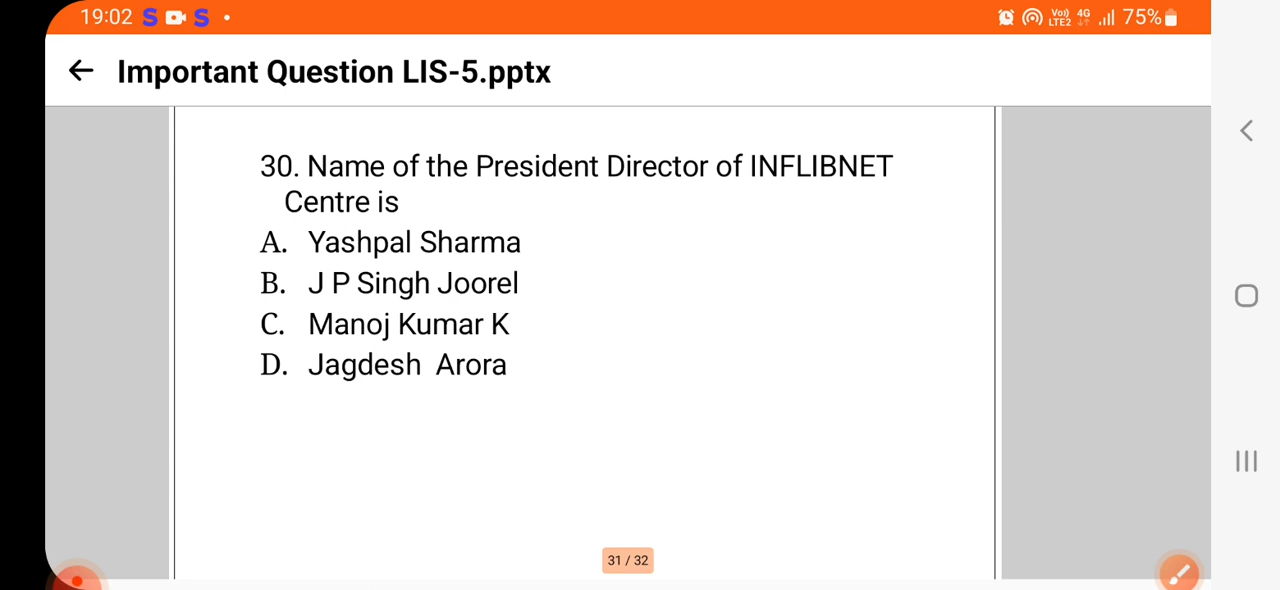 19:02 S S • Vo) LTE2 4G 75%
Important Question LIS-5.pptx
30. Name of the President Director of INFLIBNET
Centre is
A. Yashpal Sharma
B. J P Singh Joorel
C. Manoj Kumar K
D. Jagdesh Arora
31 / 32